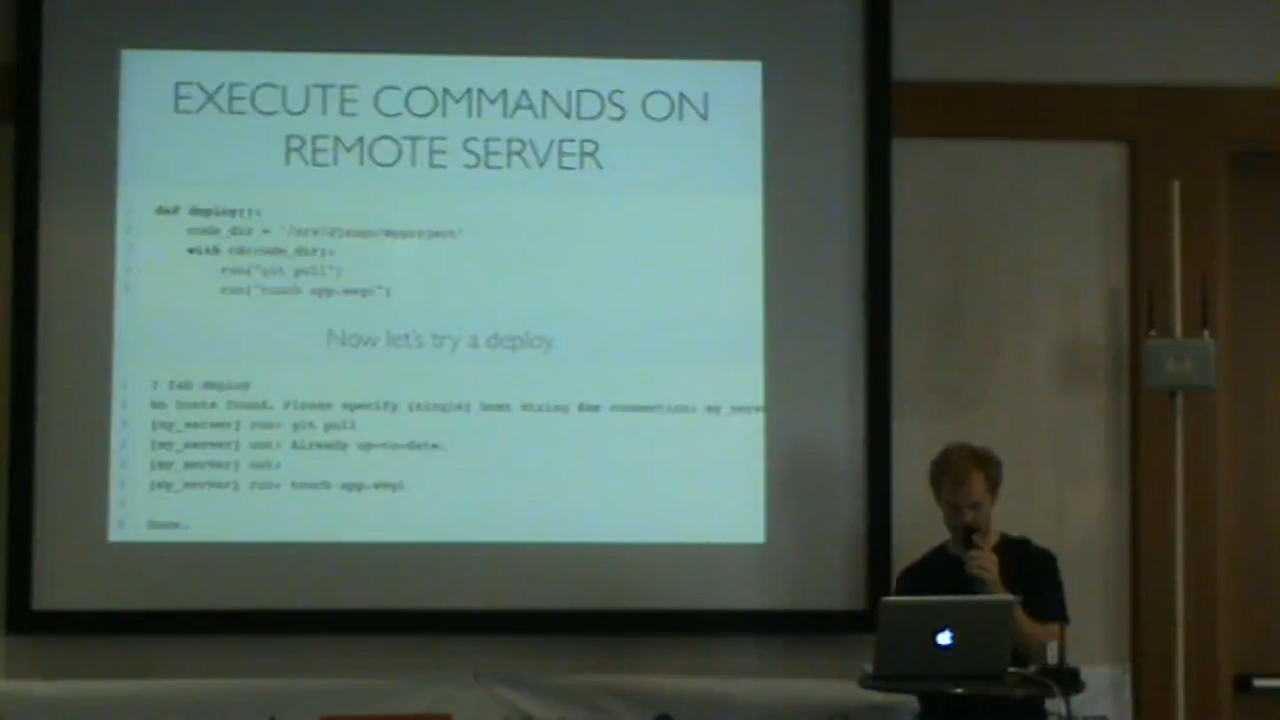 EXECUTE COMMANDS ON
REMOTE SERVER
def deploy():
code_dir = '/srv/django/myproject'
with cd(code_dir):
run("git pull")
run("touch app.wsgi")
Now let's try a deploy.
fab deploy
No hosts found. Please specify (single) host string for connection: my_serve
[my_server] run: git pull
[my_server] out: Already up-to-date.
[my_server] out:
[my_server] run: touch app.wsgi
Done.